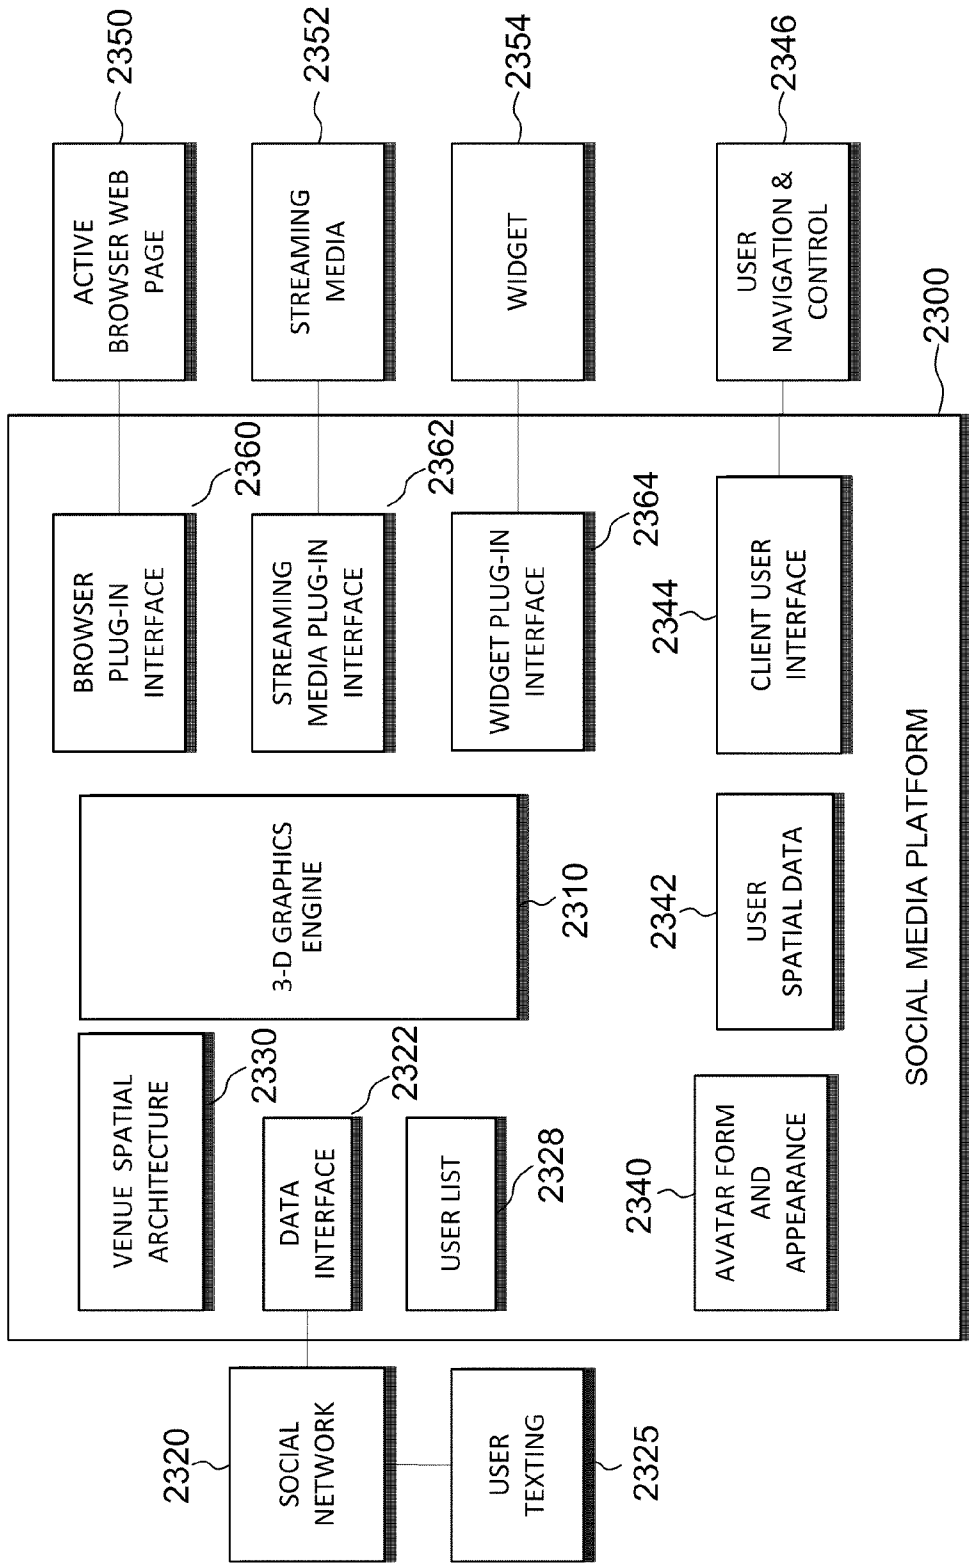 2320
SOCIAL
NETWORK
USER
TEXTING
2325
VENUE SPATIAL
ARCHITECTURE
2330
DATA
INTERFACE
2322
USER LIST
2328
2340
AVATAR FORM
AND
APPEARANCE
3-D GRAPHICS
ENGINE
2310
2342
USER
SPATIAL DATA
BROWSER
PLUG-IN
INTERFACE
2360
STREAMING
MEDIA PLUG-IN
INTERFACE
2362
WIDGET PLUG-IN
INTERFACE
2364
2344
CLIENT USER
INTERFACE
SOCIAL MEDIA PLATFORM
2300
ACTIVE
BROWSER WEB
PAGE
2350
STREAMING
MEDIA
2352
WIDGET
2354
USER
NAVIGATION &
CONTROL
2346